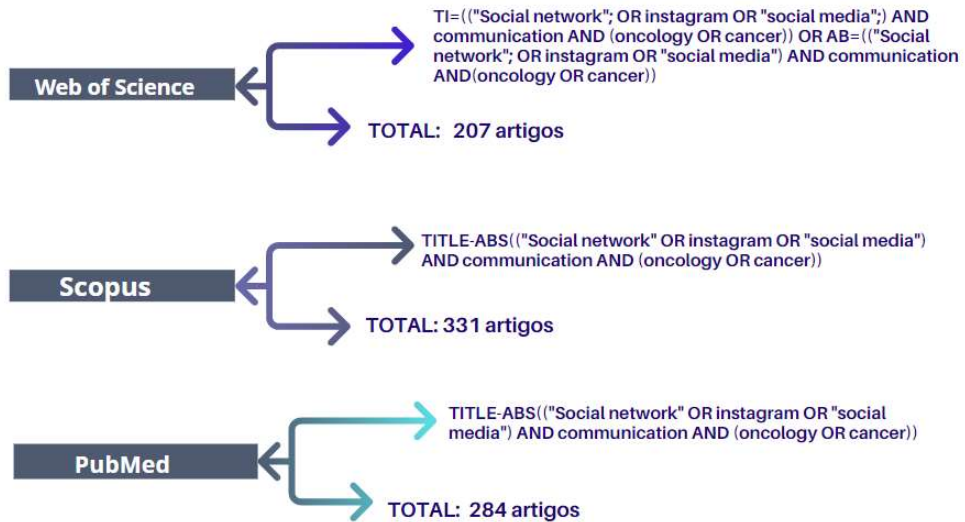 TI=(("Social network"; OR instagram OR "social media";) AND
communication AND (oncology OR cancer)) OR AB=(("Social
network"; OR instagram OR "social media") AND communication
AND(oncology OR cancer))
Web of Science
TOTAL: 207 artigos
TITLE-ABS(("Social network" OR instagram OR "social media")
AND communication AND (oncology OR cancer))
Scopus
TOTAL: 331 artigos
TITLE-ABS(("Social network" OR instagram OR "social
media") AND communication AND (oncology OR cancer))
PubMed
TOTAL: 284 artigos